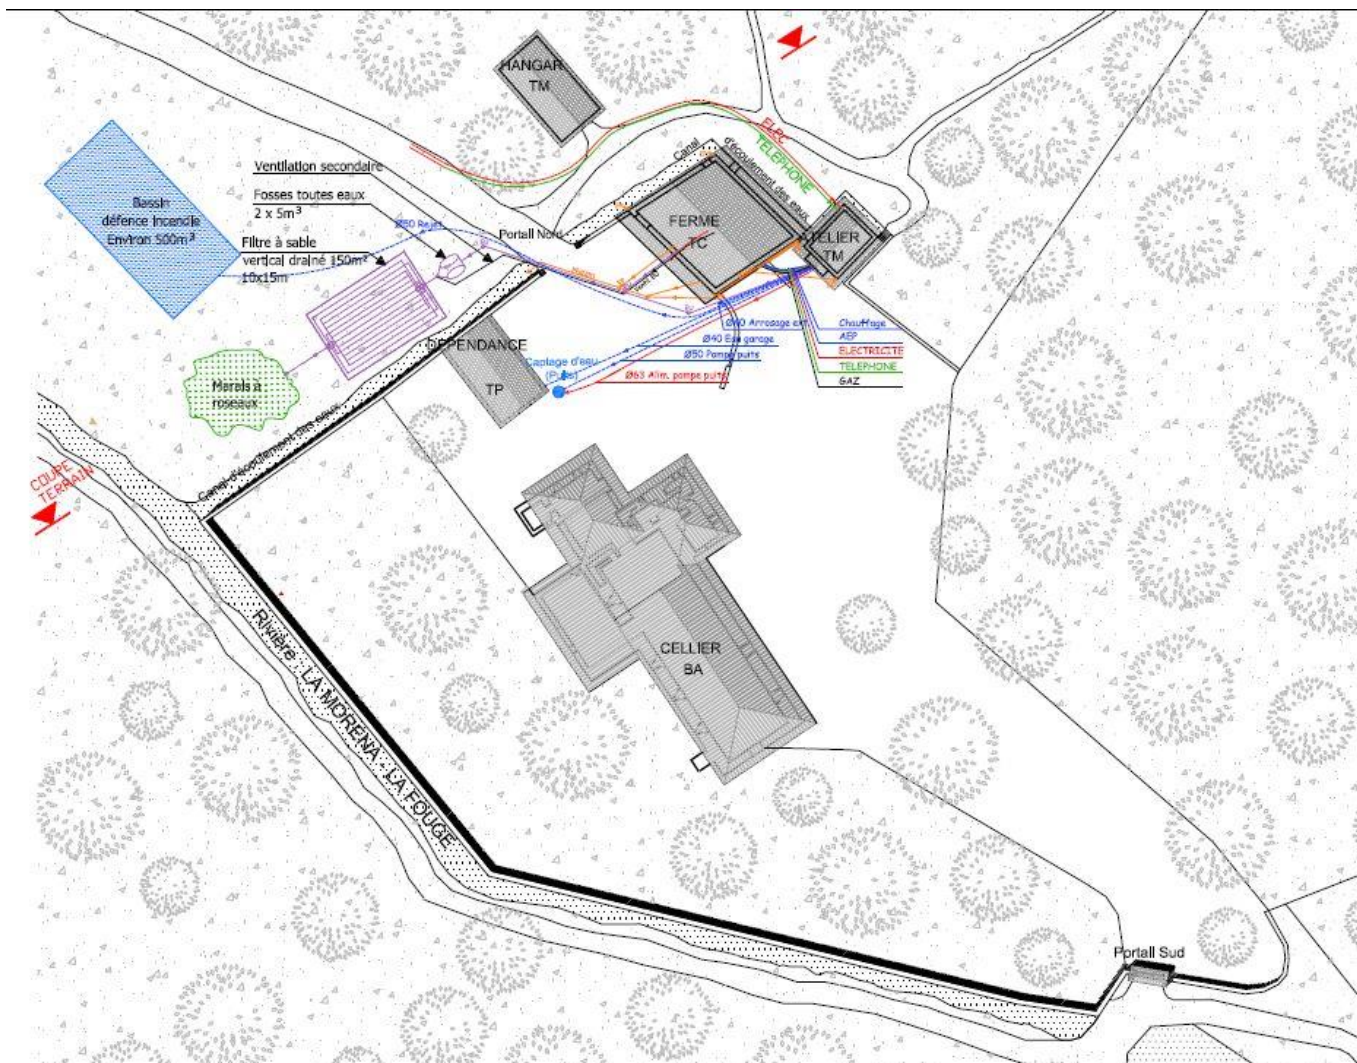 HANGAR
TM
ELEC
TELEPHONE
Canal
d'écoulement des eaux
Ventilation secondaire
Fosses toutes eaux
2 x 5m³
Bassin
défence incendie
Environ 500m³
Ø50 Rejet
Portail Nord
FERME
TC
ATELIER
TM
Filtre à sable
vertical drainé 150m²
10x15m
DEPENDANCE
TP
Captage d'eau
(Puits)
Ø40 Arrosage ext.
Ø40 Eau garage
Ø50 Pompe puits
Ø63 Alim. pompe puits
Chauffage
AEP
ELECTRICITE
TELEPHONE
GAZ
Marais à
roseaux
Canal d'écoulement des eaux
COUPE
TERRAIN
Rivière - LA MORENA - LA FOUGE
CELLIER
BA
Portail Sud